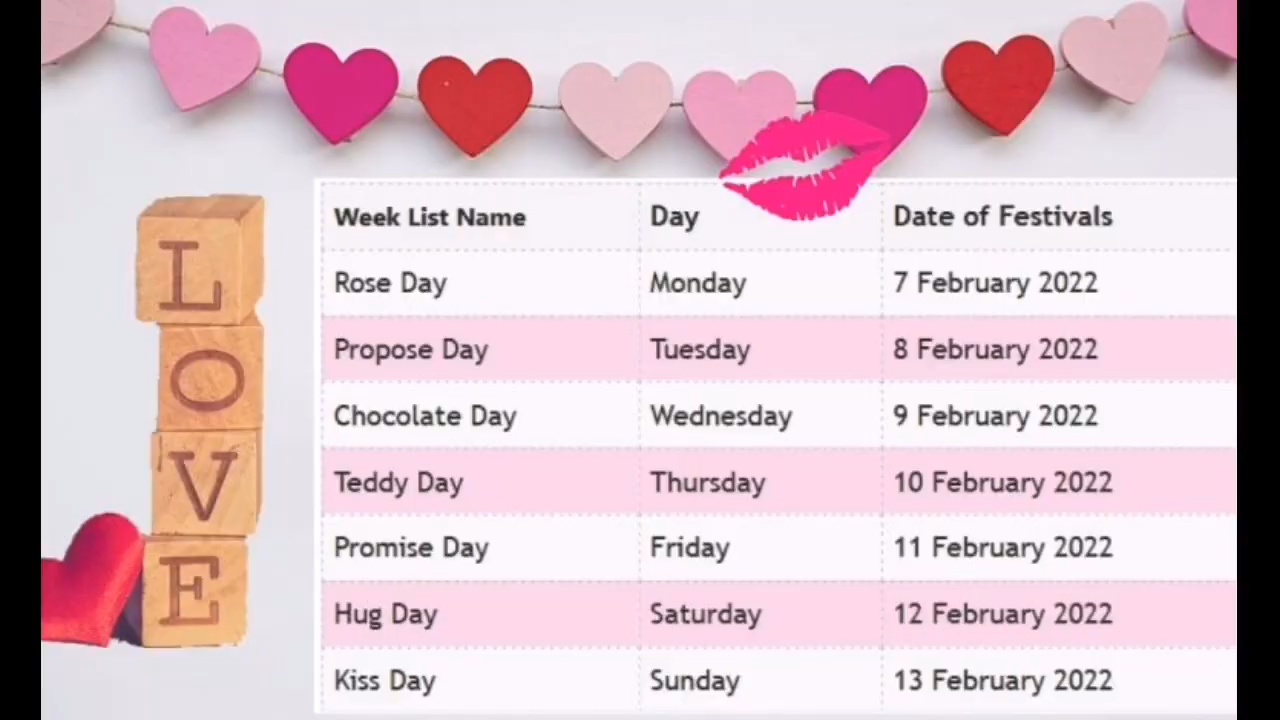 L
O
V
E
Week List Name Day Date of Festivals
Rose Day Monday 7 February 2022
Propose Day Tuesday 8 February 2022
Chocolate Day Wednesday 9 February 2022
Teddy Day Thursday 10 February 2022
Promise Day Friday 11 February 2022
Hug Day Saturday 12 February 2022
Kiss Day Sunday 13 February 2022